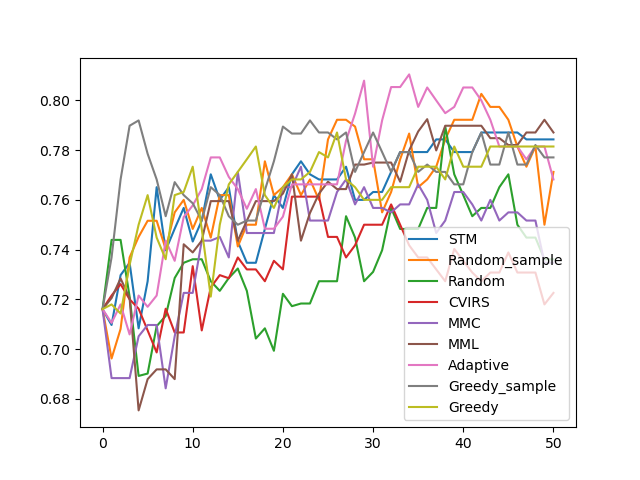 0.80
0.78
0.76
0.74
0.72
0.70
0.68
0 10 20 30 40 50
STM
Random_sample
Random
CVIRS
MMC
MML
Adaptive
Greedy_sample
Greedy